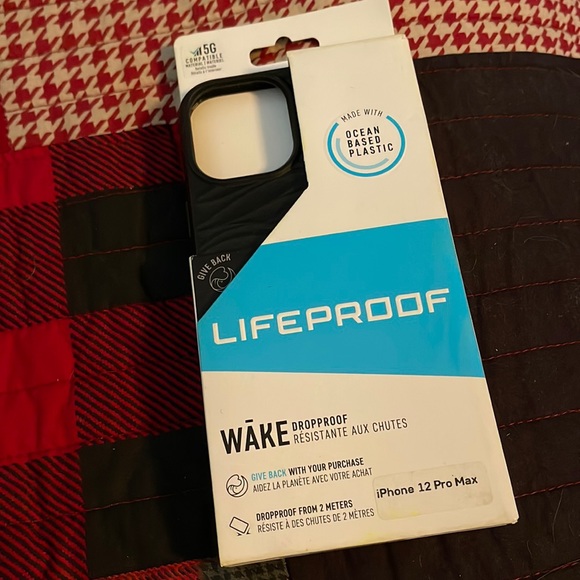 5G
COMPATIBLE
GIVE BACK
MADE WITH
OCEAN
BASED
PLASTIC
LIFEPROOF
WĀKE DROPPROOF
RÉSISTANTE AUX CHUTES
GIVE BACK WITH YOUR PURCHASE
AIDEZ LA PLANÈTE AVEC VOTRE ACHAT
DROPPROOF FROM 2 METERS
RÉSISTE À DES CHUTES DE 2 MÈTRES
iPhone 12 Pro Max